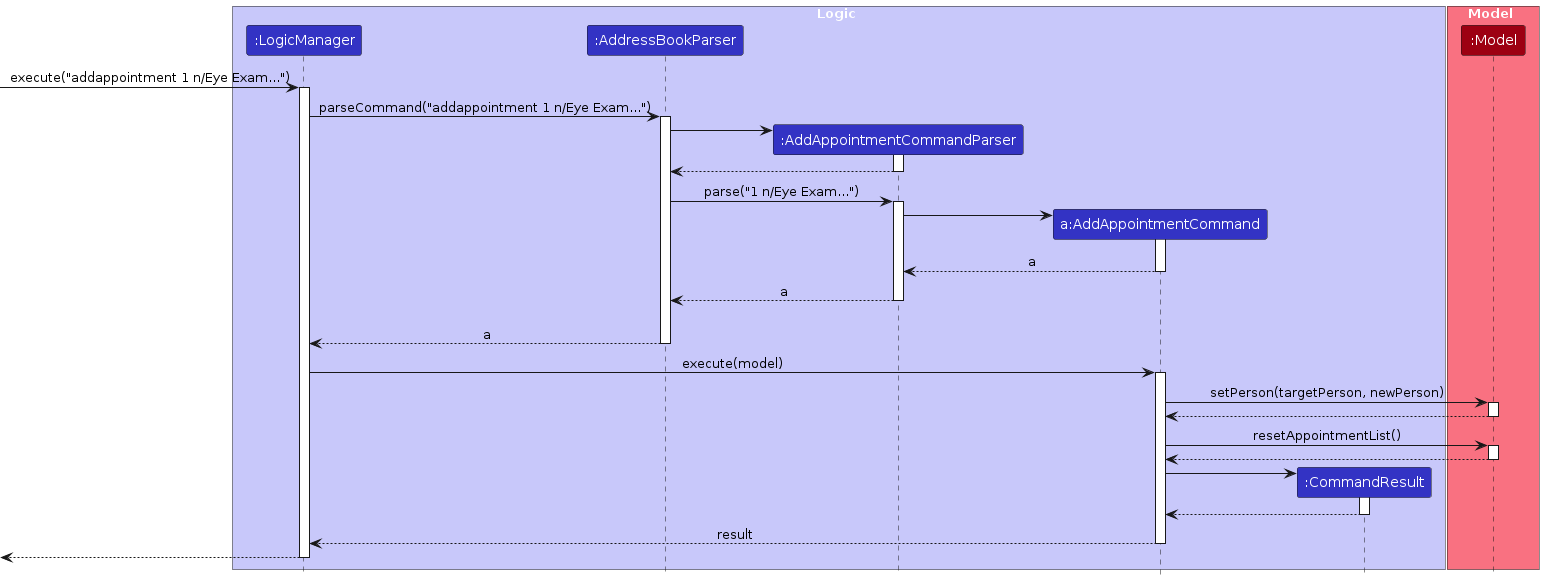 Logic
Model
:LogicManager
:AddressBookParser
:Model
execute("addappointment 1 n/Eye Exam...")
parseCommand("addappointment 1 n/Eye Exam...")
:AddAppointmentCommandParser
parse("1 n/Eye Exam...")
a:AddAppointmentCommand
a
a
a
execute(model)
setPerson(targetPerson, newPerson)
resetAppointmentList()
:CommandResult
result